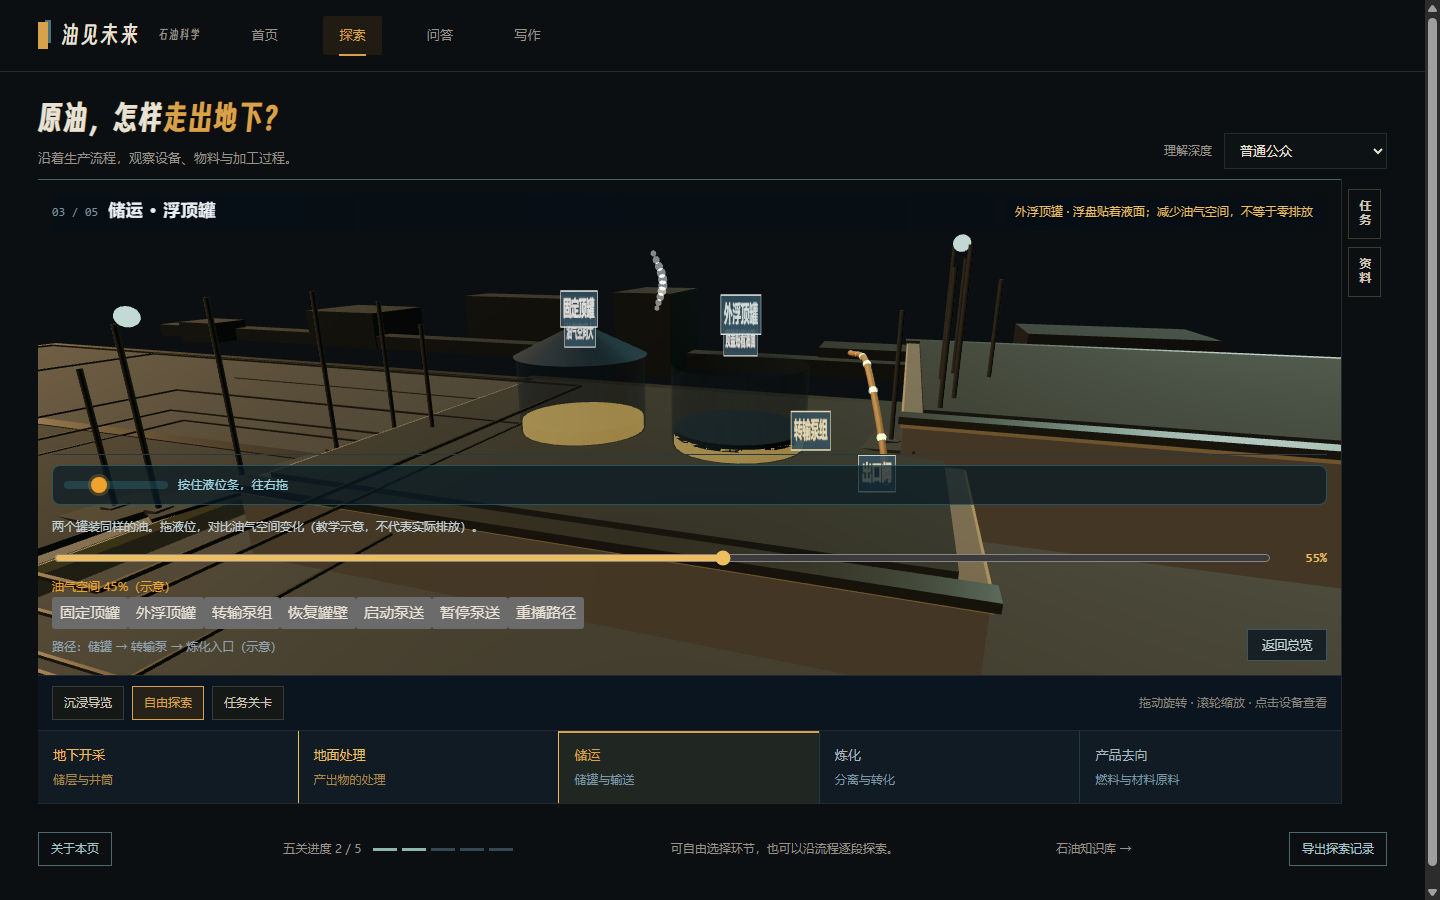 油见未来 石油科学 首页 探索 问答 写作
原油，怎样走出地下？
沿着生产流程，观察设备、物料与加工过程。
理解深度 普通公众
03 / 05 储运 • 浮顶罐
外浮顶罐 · 浮盘贴着液面；减少油气空间，不等于零排放
任务
资料
固定顶罐
外浮顶罐
转输泵组
出口阀
按住液位条，往右拖
两个罐装同样的油。拖液位，对比油气空间变化（教学示意，不代表实际排放）。
55%
油气空间 45%（示意）
固定顶罐 外浮顶罐 转输泵组 恢复罐壁 启动泵送 暂停泵送 重播路径
路径：储罐 → 转输泵 → 炼化入口（示意）
返回总览
沉浸导览 自由探索 任务关卡
拖动旋转 · 滚轮缩放 · 点击设备查看
地下开采
储层与井筒
地面处理
产出物的处理
储运
储罐与输送
炼化
分离与转化
产品去向
燃料与材料原料
关于本页
五关进度 2 / 5
可自由选择环节，也可以沿流程逐段探索。
石油知识库 →
导出探索记录